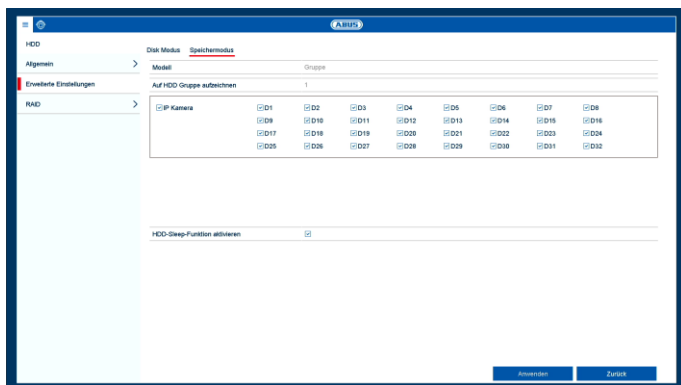 ABUS
HDD
Allgemein
Erweiterte Einstellungen
RAID
Disk Modus Speichermodus
Modell Gruppe
Auf HDD Gruppe aufzeichnen 1
IP Kamera D1 D2 D3 D4 D5 D6 D7 D8
D9 D10 D11 D12 D13 D14 D15 D16
D17 D18 D19 D20 D21 D22 D23 D24
D25 D26 D27 D28 D29 D30 D31 D32
HDD-Sleep-Funktion aktivieren
Anwenden Zurück